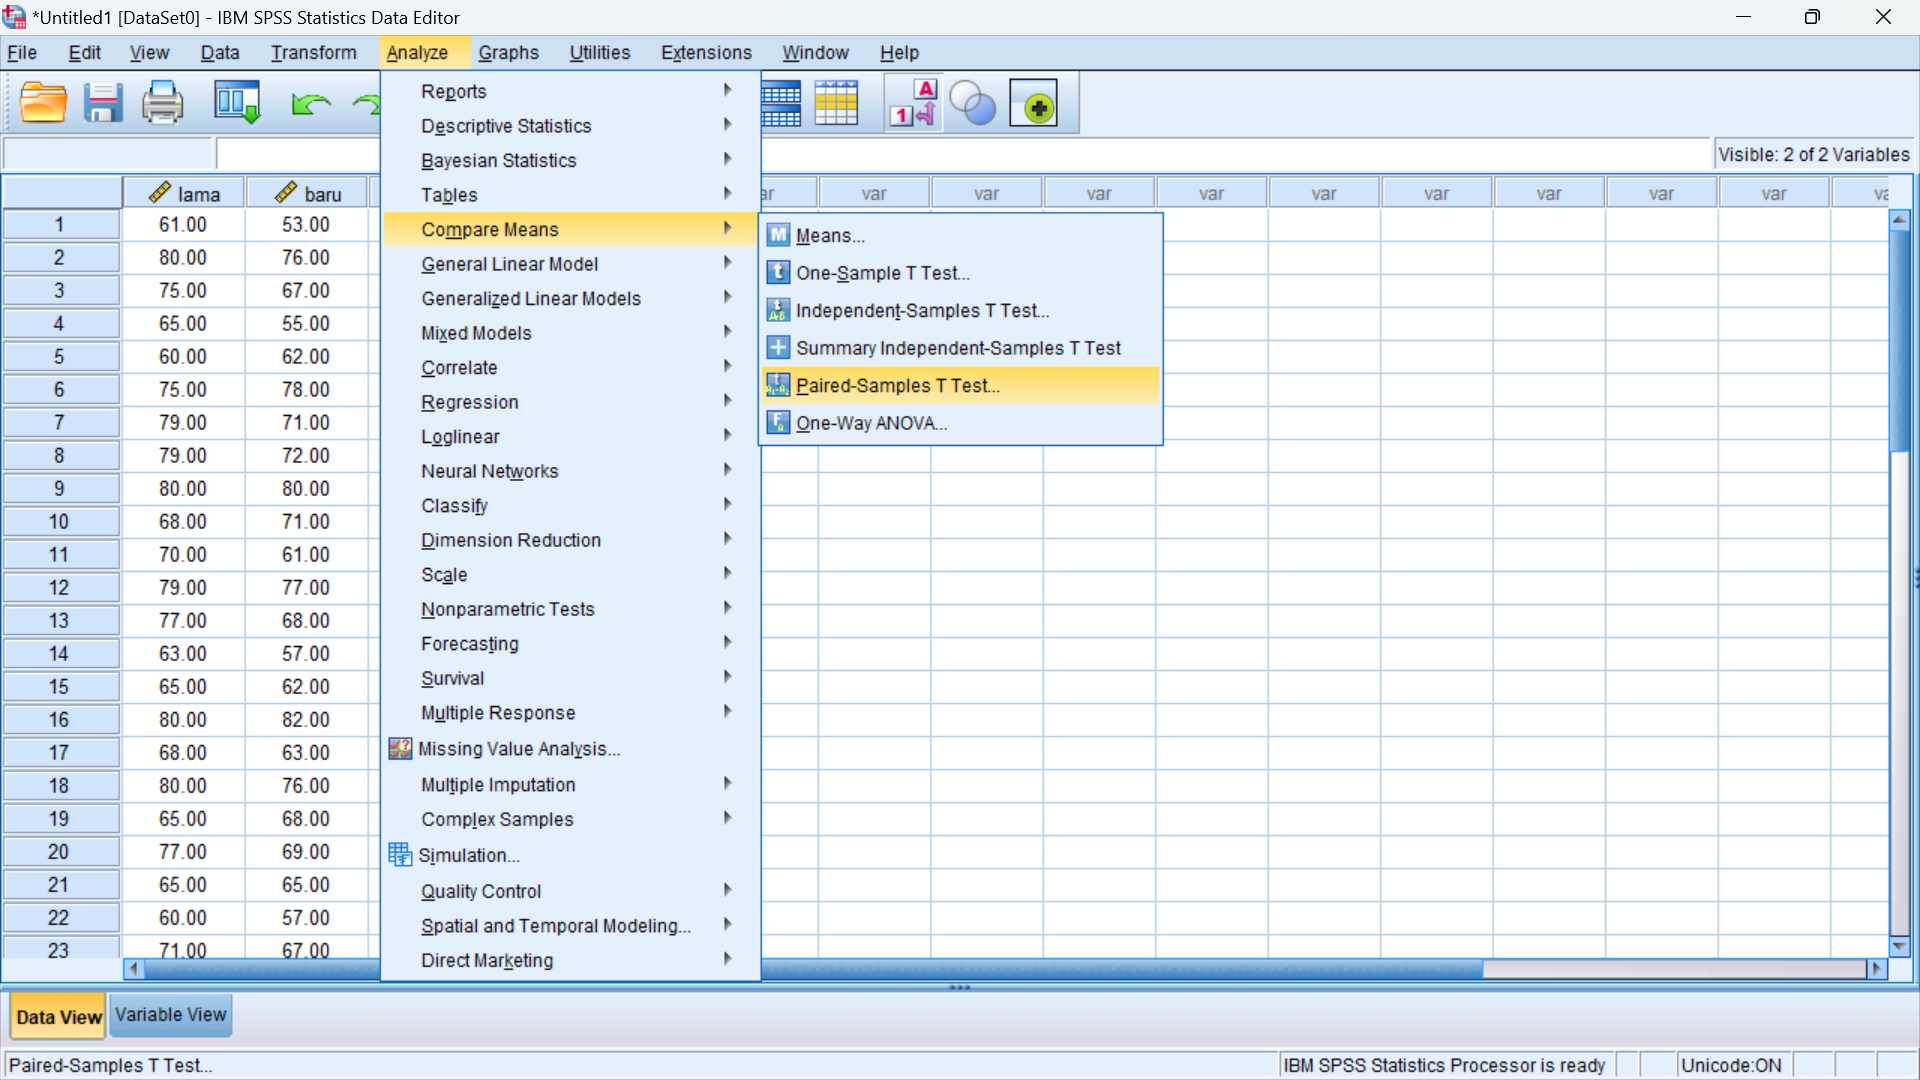 *Untitled1 [DataSet0] - IBM SPSS Statistics Data Editor
File Edit View Data Transform Analyze Graphs Utilities Extensions Window Help
Visible: 2 of 2 Variables
lama baru var var var var var var var var var
1 61.00 53.00
2 80.00 76.00
3 75.00 67.00
4 65.00 55.00
5 60.00 62.00
6 75.00 78.00
7 79.00 71.00
8 79.00 72.00
9 80.00 80.00
10 68.00 71.00
11 70.00 61.00
12 79.00 77.00
13 77.00 68.00
14 63.00 57.00
15 65.00 62.00
16 80.00 82.00
17 68.00 63.00
18 80.00 76.00
19 65.00 68.00
20 77.00 69.00
21 65.00 65.00
22 60.00 57.00
23 71.00 67.00
Reports
Descriptive Statistics
Bayesian Statistics
Tables
Compare Means
General Linear Model
Generalized Linear Models
Mixed Models
Correlate
Regression
Loglinear
Neural Networks
Classify
Dimension Reduction
Scale
Nonparametric Tests
Forecasting
Survival
Multiple Response
Missing Value Analysis...
Multiple Imputation
Complex Samples
Simulation...
Quality Control
Spatial and Temporal Modeling...
Direct Marketing
Means...
One-Sample T Test...
Independent-Samples T Test...
Summary Independent-Samples T Test
Paired-Samples T Test...
One-Way ANOVA...
Data View Variable View
Paired-Samples T Test... IBM SPSS Statistics Processor is ready Unicode:ON